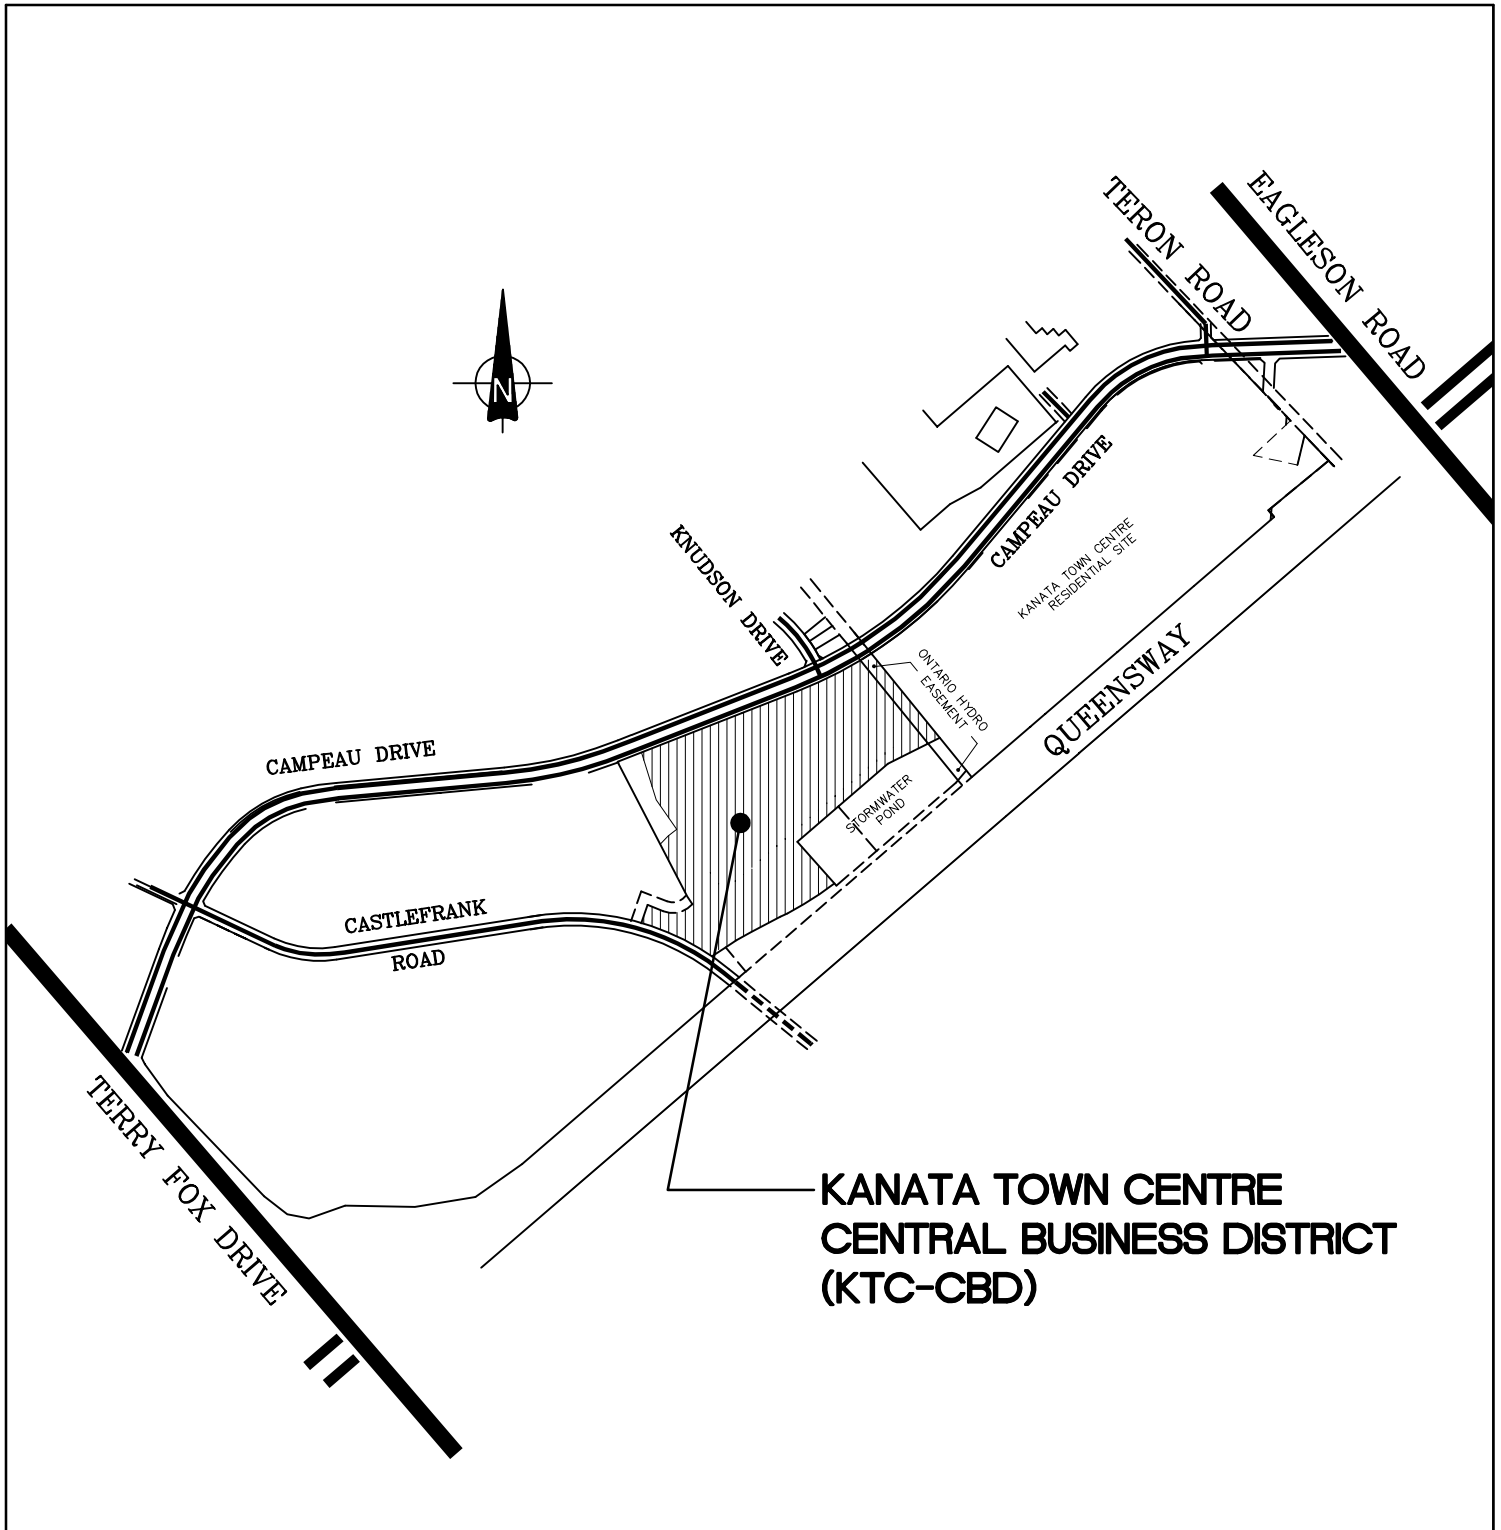 EAGLESON ROAD
TERON ROAD
N
CAMPEAU DRIVE
KANATA TOWN CENTRE
RESIDENTIAL SITE
KNUDSON DRIVE
ONTARIO HYDRO
EASEMENT
QUEENSWAY
CAMPEAU DRIVE
STORMWATER
POND
CASTLEFRANK
ROAD
TERRY FOX DRIVE
KANATA TOWN CENTRE
CENTRAL BUSINESS DISTRICT
(KTC-CBD)